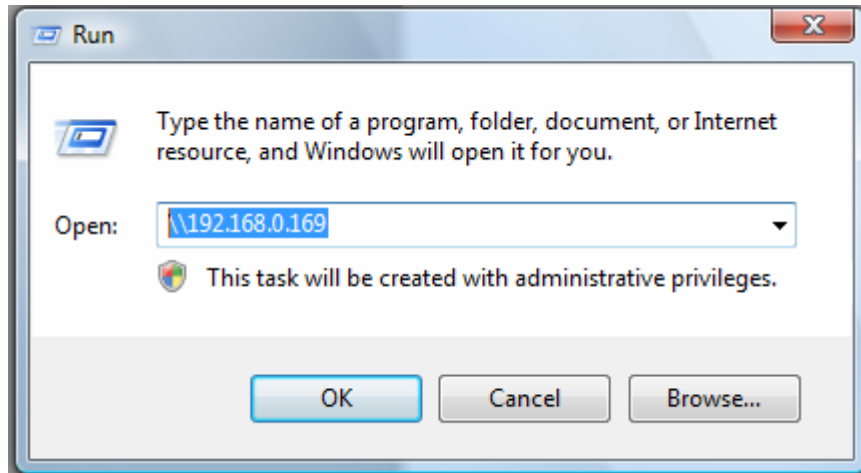 Run
Type the name of a program, folder, document, or Internet
resource, and Windows will open it for you.
Open: \\192.168.0.169
This task will be created with administrative privileges.
OK Cancel Browse...